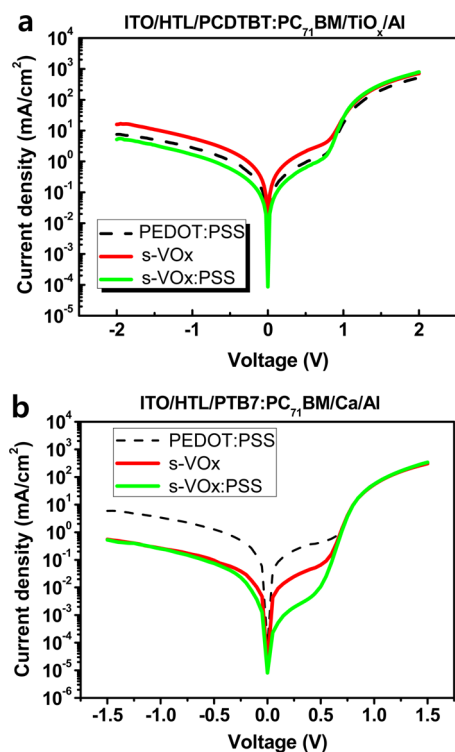 a
ITO/HTL/PCDTBT:PC71BM/TiOx/Al
Current density (mA/cm2)
10^4
10^3
10^2
10^1
10^0
10^-1
10^-2
10^-3
10^-4
10^-5
PEDOT:PSS
s-VOx
s-VOx:PSS
-2 -1 0 1 2
Voltage (V)
b
ITO/HTL/PTB7:PC71BM/Ca/Al
Current density (mA/cm2)
10^4
10^3
10^2
10^1
10^0
10^-1
10^-2
10^-3
10^-4
10^-5
10^-6
PEDOT:PSS
s-VOx
s-VOx:PSS
-1.5 -1.0 -0.5 0.0 0.5 1.0 1.5
Voltage (V)